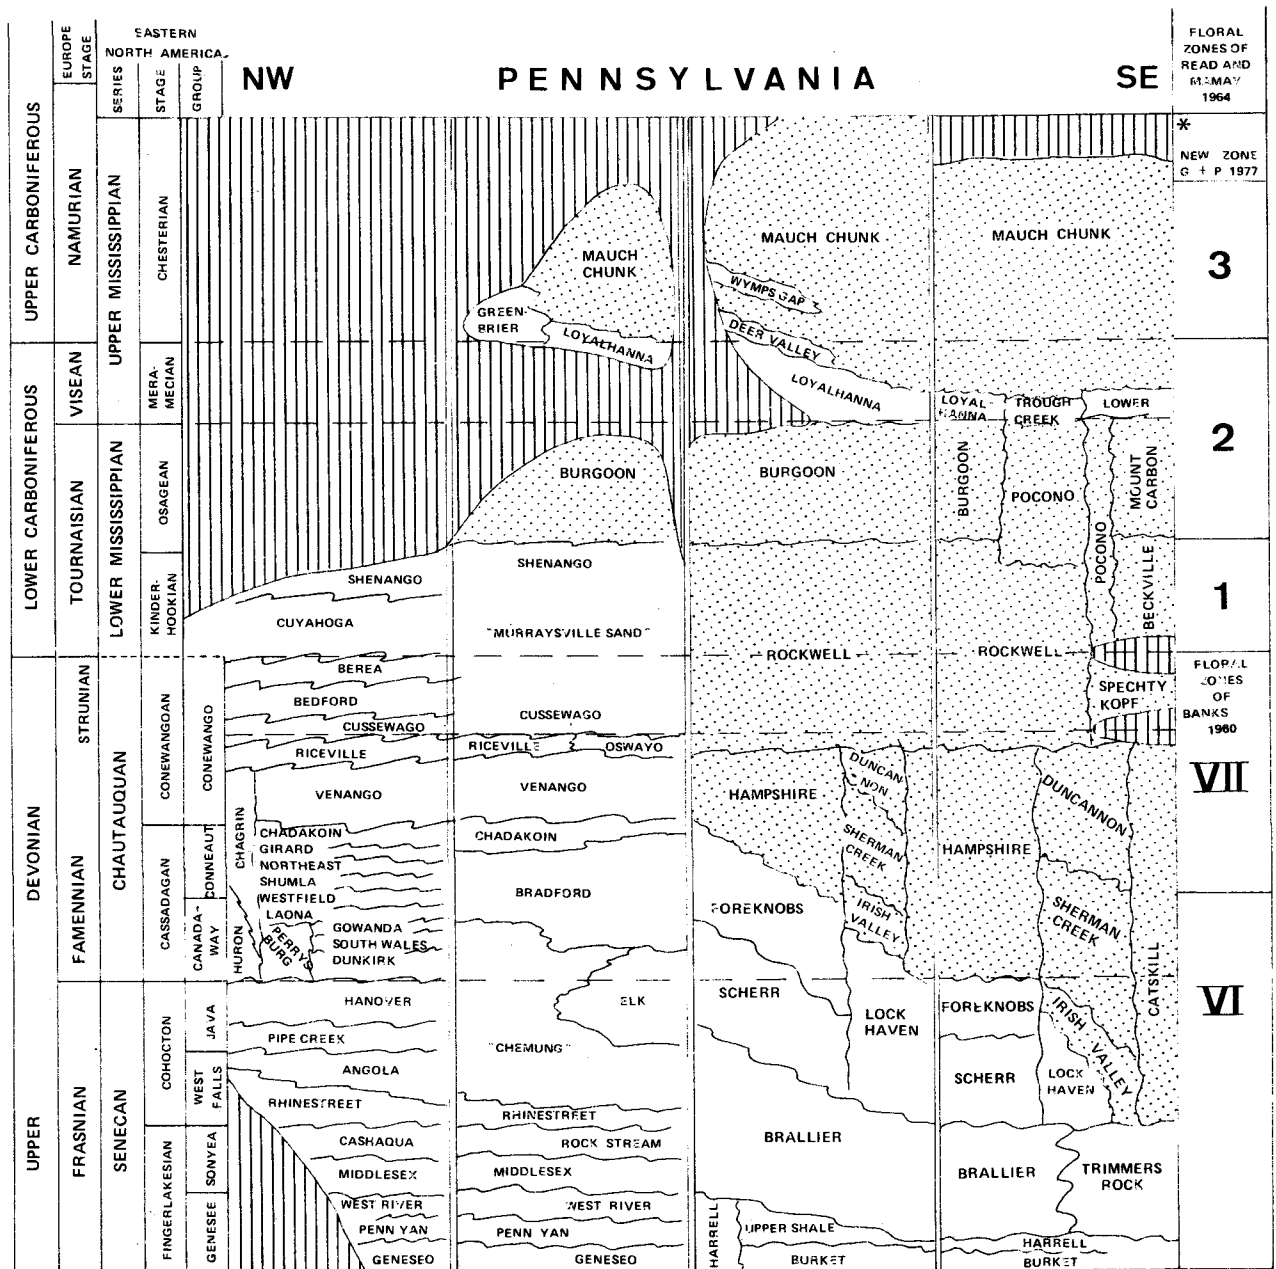 EASTERN
NORTH AMERICA
EUROPE
STAGE
SERIES
STAGE
GROUP
NW
PENNSYLVANIA
SE
FLORAL
ZONES OF
READ AND
MAMAY
1964
UPPER CARBONIFEROUS
LOWER CARBONIFEROUS
DEVONIAN
UPPER
NAMURIAN
VISEAN
TOURNAISIAN
STRUNIAN
FAMENNIAN
FRASNIAN
UPPER MISSISSIPPIAN
LOWER MISSISSIPPIAN
CHAUTAUQUAN
SENECAN
CHESTERIAN
MERA-
MECIAN
OSAGEAN
KINDER-
HOOKIAN
CONEWANGOAN
CASSADAGAN
COHOCTON
FINGERLAKESIAN
CONEWANGO
CONNEAUT
CANADA-
WAY
JAVA
WEST
FALLS
SONYEA
GENESEE
SHENANGO
CUYAHOGA
BEREA
BEDFORD
CUSSEWAGO
RICEVILLE
VENANGO
CHAGRIN
HURON
CHADAKOIN
GIRARD
NORTHEAST
SHUMLA
WESTFIELD
LAONA
PERRYS
BURG
GOWANDA
SOUTH WALES
DUNKIRK
HANOVER
PIPE CREEK
ANGOLA
RHINESTREET
CASHAQUA
MIDDLESEX
WEST RIVER
PENN YAN
GENESEO
MAUCH
CHUNK
GREEN-
BRIER
LOYALHANNA
BURGOON
SHENANGO
"MURRAYSVILLE SAND"
CUSSEWAGO
RICEVILLE
OSWAYO
VENANGO
CHADAKOIN
BRADFORD
ELK
"CHEMUNG"
RHINESTREET
ROCK STREAM
MIDDLESEX
WEST RIVER
PENN YAN
GENESEO
MAUCH CHUNK
WYMPS GAP
DEER VALLEY
LOYALHANNA
BURGOON
ROCKWELL
HAMPSHIRE
DUNCAN
NON
SHERMAN
CREEK
IRISH
VALLEY
FOREKNOBS
SCHERR
LOCK
HAVEN
BRALLIER
HARRELL
UPPER SHALE
BURKET
MAUCH CHUNK
LOYAL-
HANNA
TROUGH
CREEK
LOWER
BURGOON
POCONO
POCONO
MOUNT
CARBON
BECKVILLE
ROCKWELL
SPECHTY
KOPF
HAMPSHIRE
DUNCANNON
SHERMAN
CREEK
CATSKILL
FOREKNOBS
IRISH VALLEY
SCHERR
LOCK
HAVEN
BRALLIER
TRIMMERS
ROCK
HARRELL
BURKET
*
NEW ZONE
G + P 1977
3
2
1
FLORAL
ZONES
OF
BANKS
1980
VII
VI